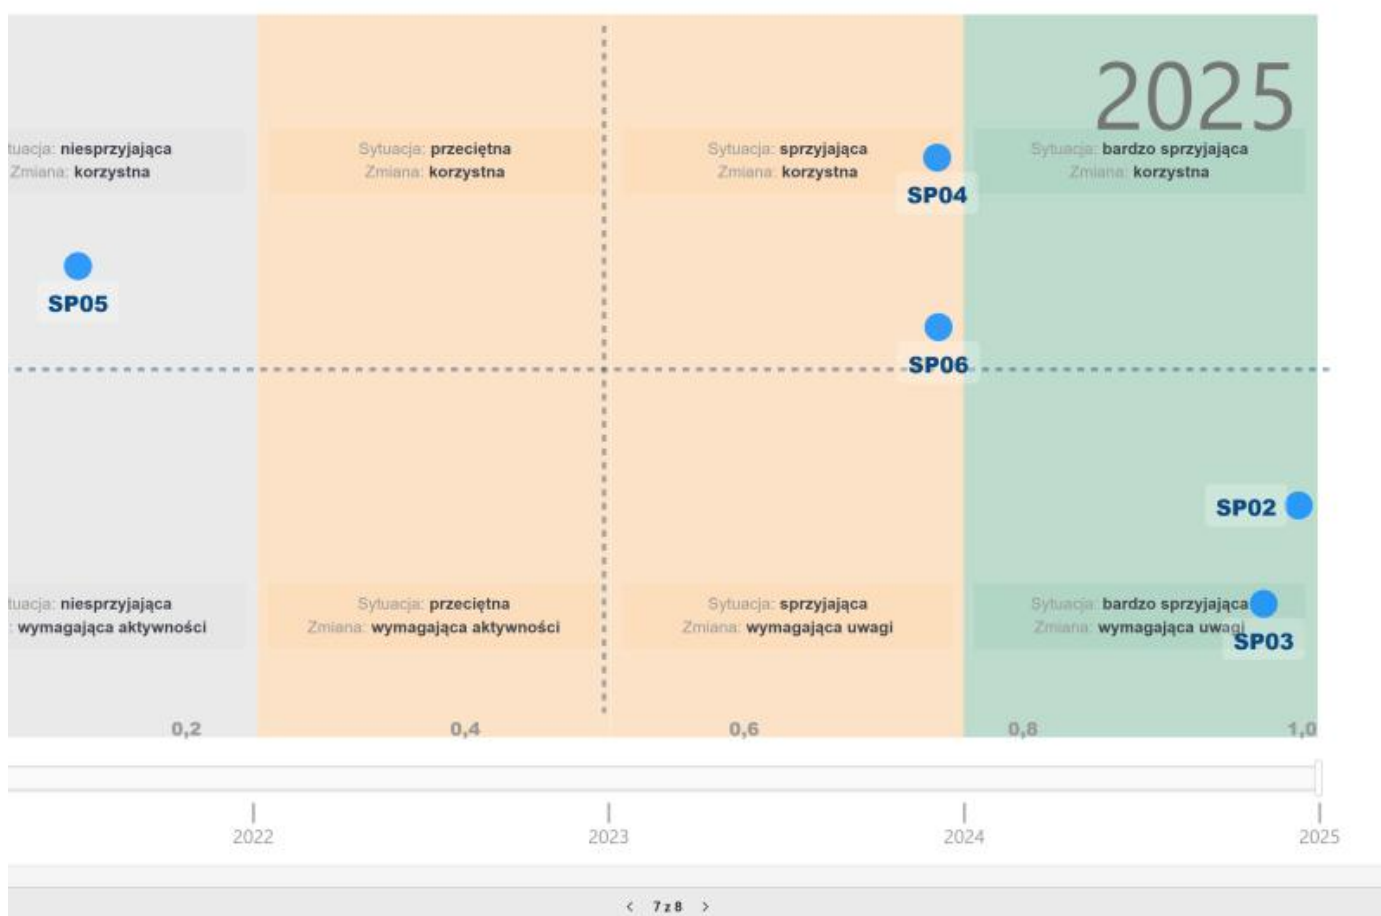 2025
tuacja: niesprzyjająca
Zmiana: korzystna
Sytuacja: przeciętna
Zmiana: korzystna
Sytuacja: sprzyjająca
Zmiana: korzystna
Sytuacja: bardzo sprzyjająca
Zmiana: korzystna
SP04
SP05
SP06
SP02
tuacja: niesprzyjająca
: wymagająca aktywności
Sytuacja: przeciętna
Zmiana: wymagająca aktywności
Sytuacja: sprzyjająca
Zmiana: wymagająca uwagi
Sytuacja: bardzo sprzyjająca
Zmiana: wymagająca uwagi
SP03
0,2 0,4 0,6 0,8 1,0
2022 2023 2024 2025
< 7 z 8 >